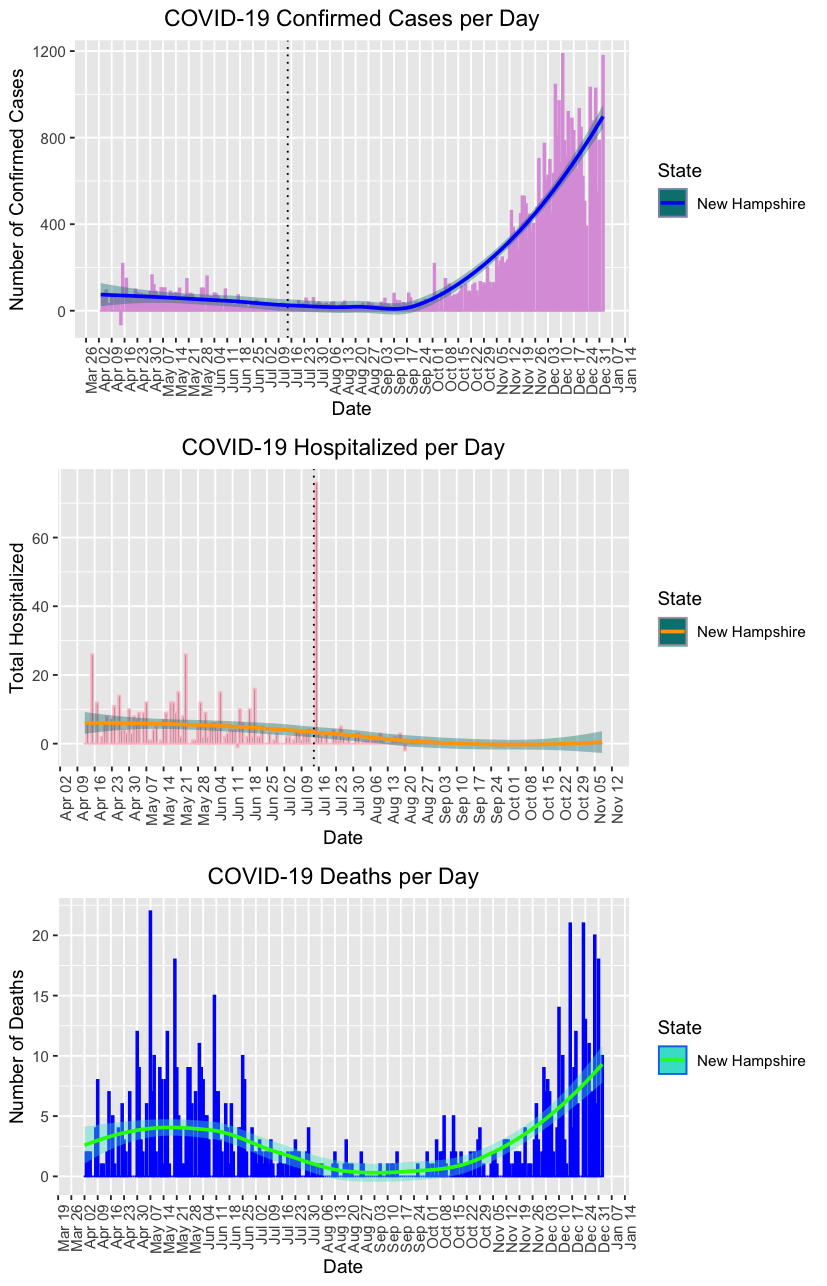 COVID-19 Confirmed Cases per Day
Number of Confirmed Cases
1200
800
400
0
Mar 26
Apr 02
Apr 09
Apr 16
Apr 23
Apr 30
May 07
May 14
May 21
May 28
Jun 04
Jun 11
Jun 18
Jun 25
Jul 02
Jul 09
Jul 16
Jul 23
Jul 30
Aug 06
Aug 13
Aug 20
Aug 27
Sep 03
Sep 10
Sep 17
Sep 24
Oct 01
Oct 08
Oct 15
Oct 22
Oct 29
Nov 05
Nov 12
Nov 19
Nov 26
Dec 03
Dec 10
Dec 17
Dec 24
Dec 31
Jan 07
Jan 14
Date
State
New Hampshire
COVID-19 Hospitalized per Day
Total Hospitalized
60
40
20
0
Apr 02
Apr 09
Apr 16
Apr 23
Apr 30
May 07
May 14
May 21
May 28
Jun 04
Jun 11
Jun 18
Jun 25
Jul 02
Jul 09
Jul 16
Jul 23
Jul 30
Aug 06
Aug 13
Aug 20
Aug 27
Sep 03
Sep 10
Sep 17
Sep 24
Oct 01
Oct 08
Oct 15
Oct 22
Oct 29
Nov 05
Nov 12
Date
State
New Hampshire
COVID-19 Deaths per Day
Number of Deaths
20
15
10
5
0
Mar 19
Mar 26
Apr 02
Apr 09
Apr 16
Apr 23
Apr 30
May 07
May 14
May 21
May 28
Jun 04
Jun 11
Jun 18
Jun 25
Jul 02
Jul 09
Jul 16
Jul 23
Jul 30
Aug 06
Aug 13
Aug 20
Aug 27
Sep 03
Sep 10
Sep 17
Sep 24
Oct 01
Oct 08
Oct 15
Oct 22
Oct 29
Nov 05
Nov 12
Nov 19
Nov 26
Dec 03
Dec 10
Dec 17
Dec 24
Dec 31
Jan 07
Jan 14
Date
State
New Hampshire